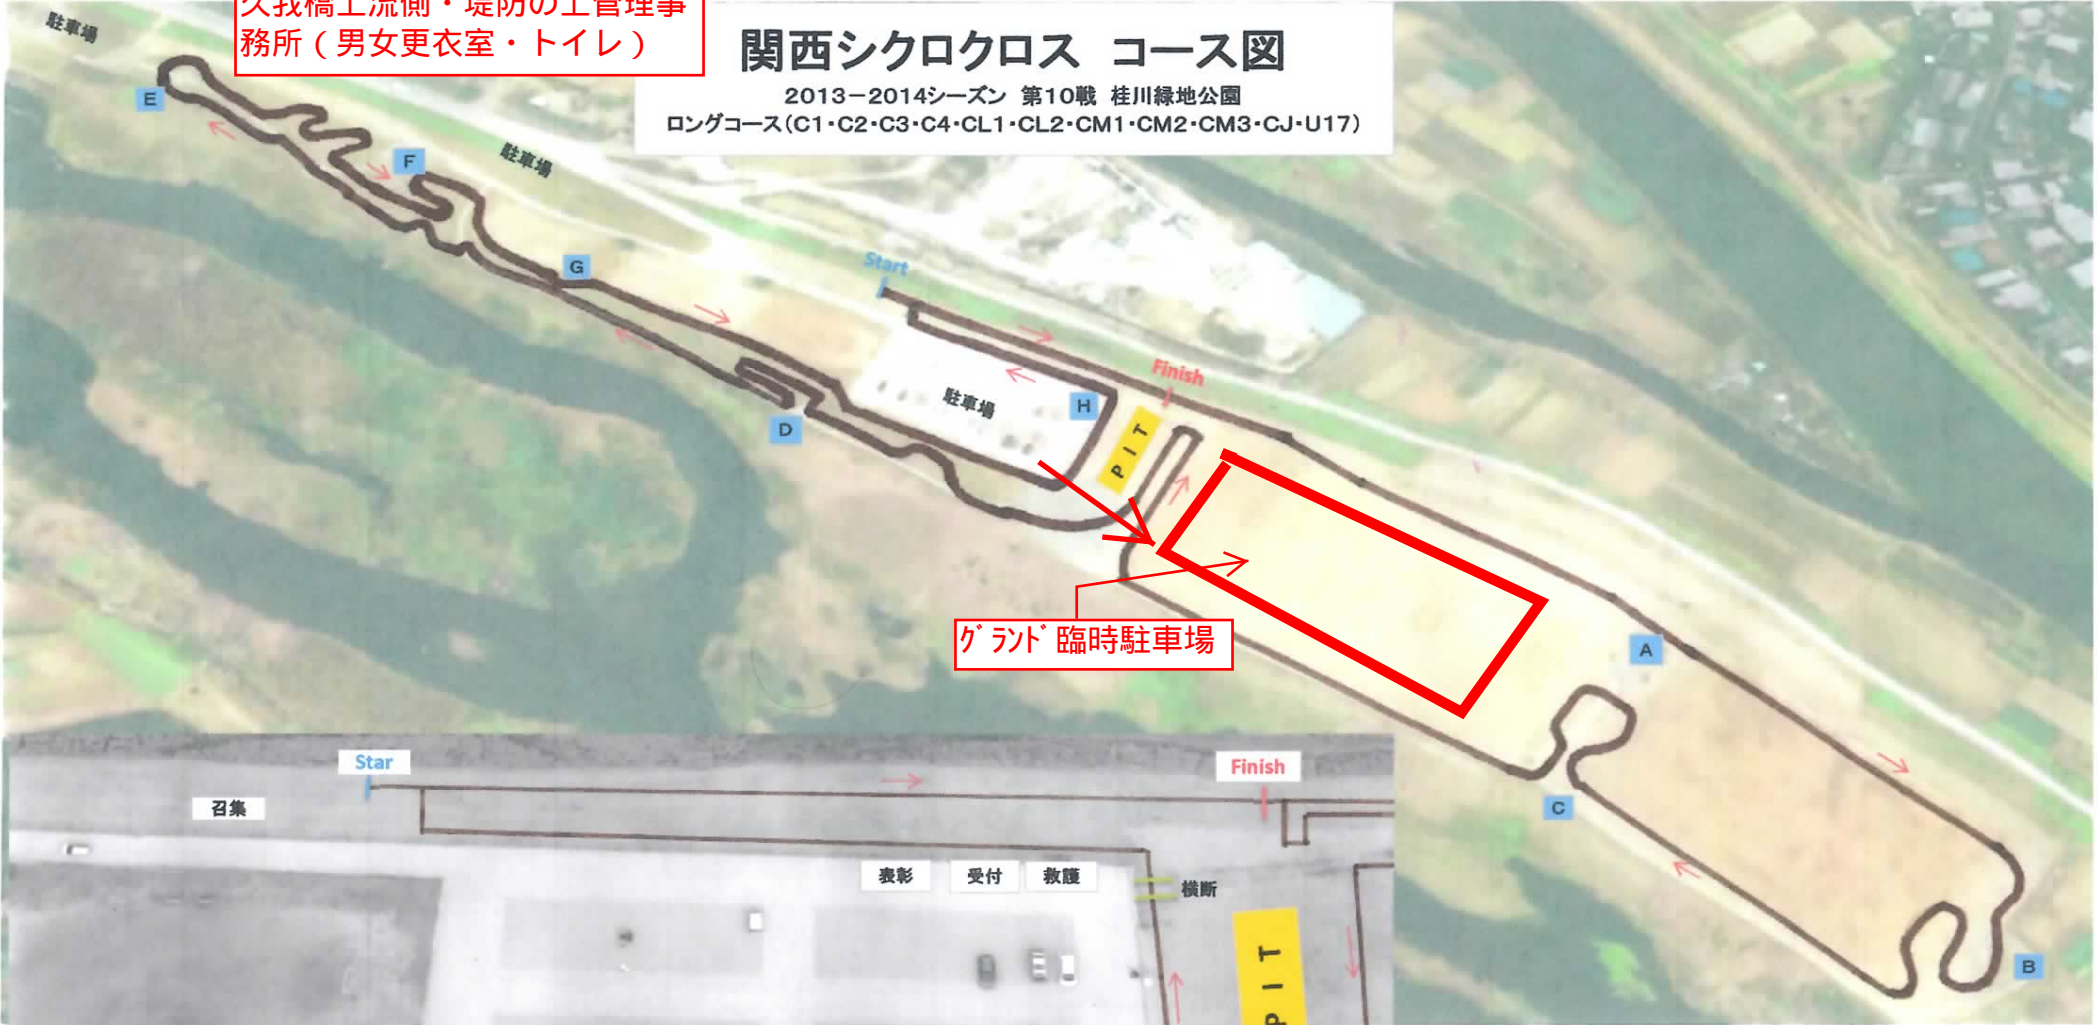 久我橋上流側・堤防の上管理事
務所(男女更衣室・トイレ)
関西シクロクロス コース図
2013-2014シーズン 第10戦 桂川緑地公園
ロングコース(C1・C2・C3・C4・CL1・CL2・CM1・CM2・CM3・CJ・U17)
駐車場
E
F
駐車場
G
Start
Finish
駐車場
H
PIT
D
グランド臨時駐車場
A
C
B
Star
Finish
召集
表彰
受付
救護
横断
PIT